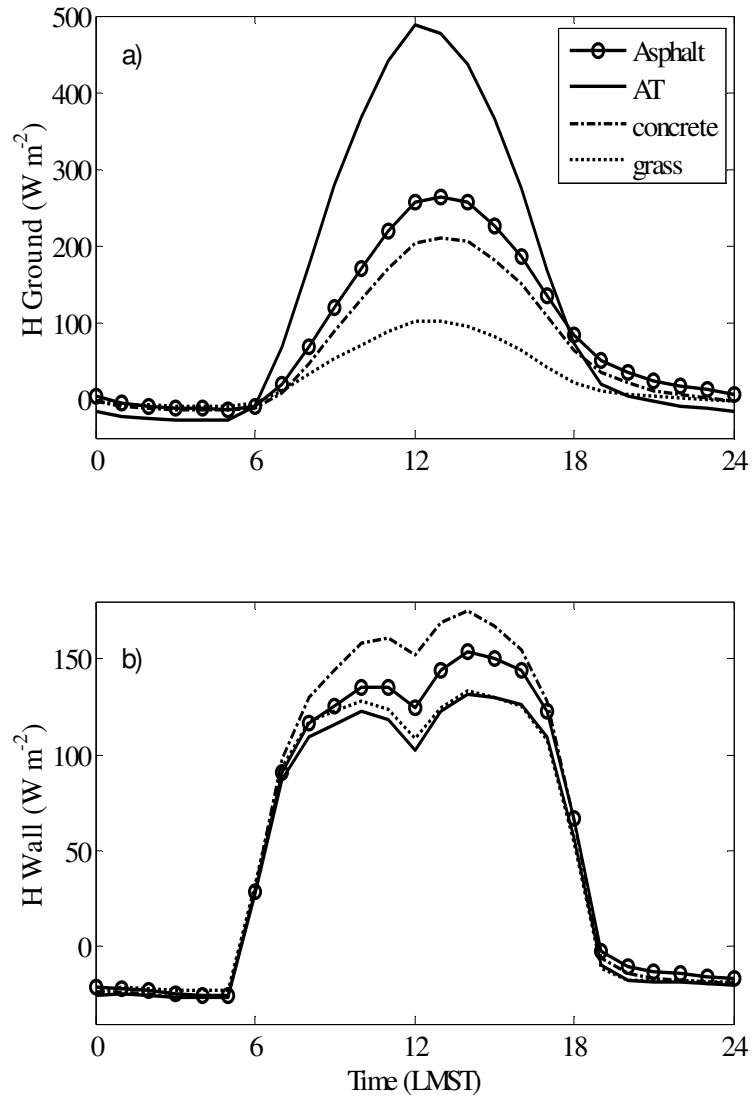 a)
H Ground (W m-2)
500
400
300
200
100
0
Asphalt
AT
concrete
grass
0 6 12 18 24
b)
H Wall (W m-2)
150
100
50
0
0 6 12 18 24
Time (LMST)